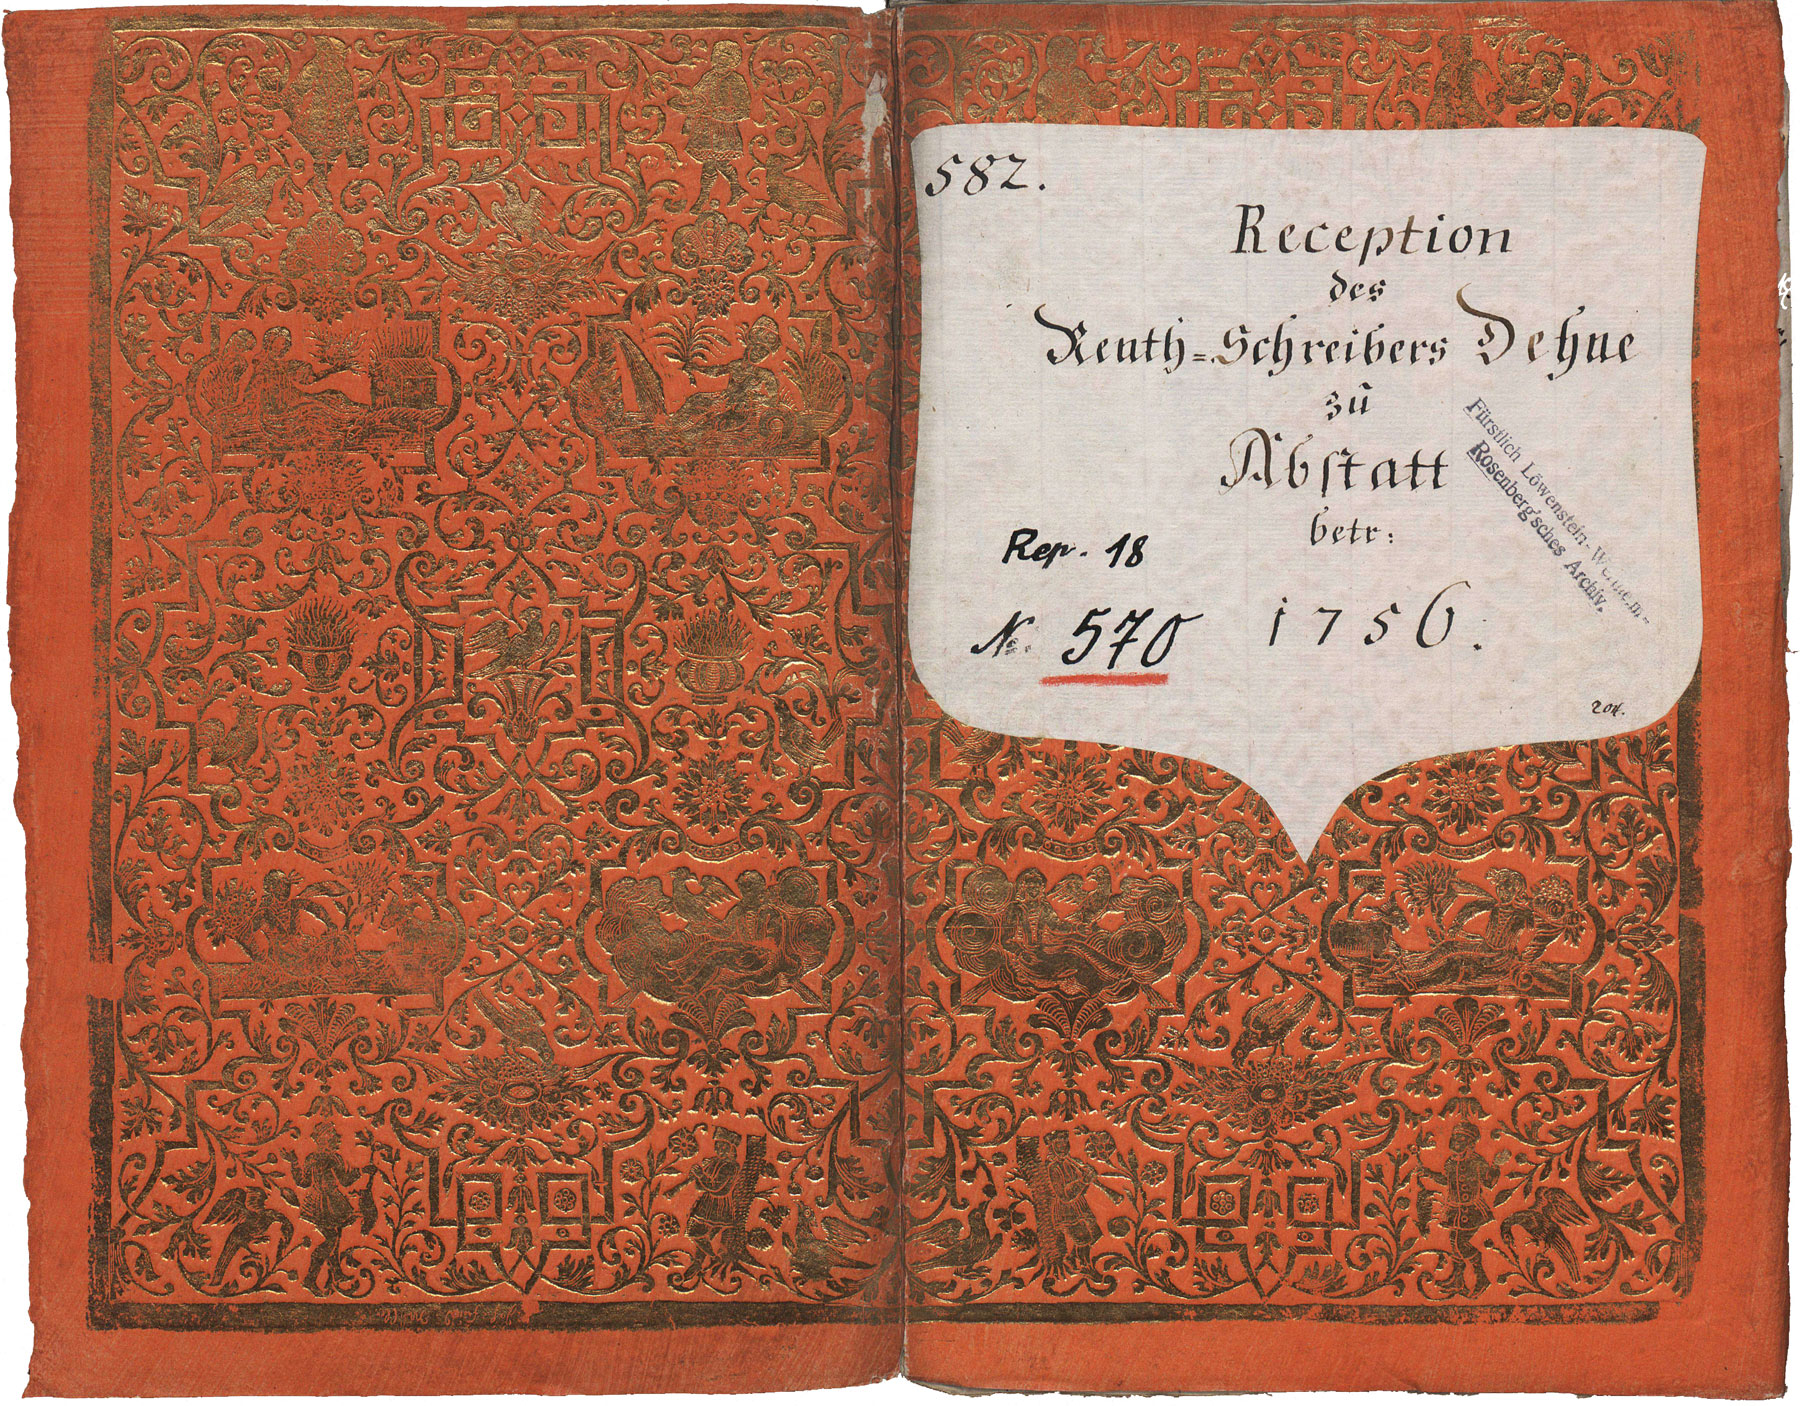 582.
Reception
des
Renth=Schreibers Dehne
zů
Abstatt
betr:
Rep. 18
№ 570
1756.
Fürstlich Löwenstein-Wertheim-
Rosenberg'sches Archiv.
204.